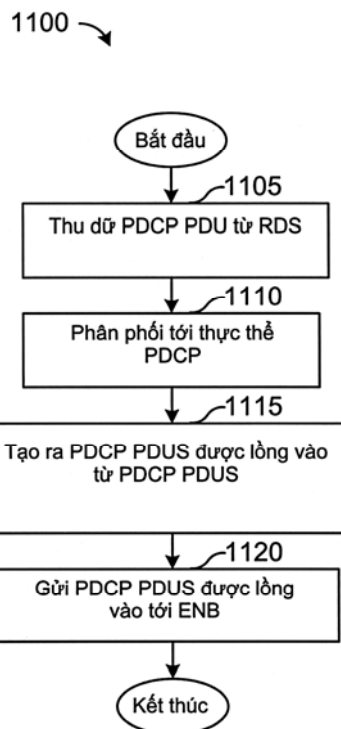 1100
Bắt đầu
1105
Thu dữ PDCP PDU từ RDS
1110
Phân phối tới thực thể
PDCP
1115
Tạo ra PDCP PDUS được lồng vào
từ PDCP PDUS
1120
Gửi PDCP PDUS được lồng
vào tới ENB
Kết thúc